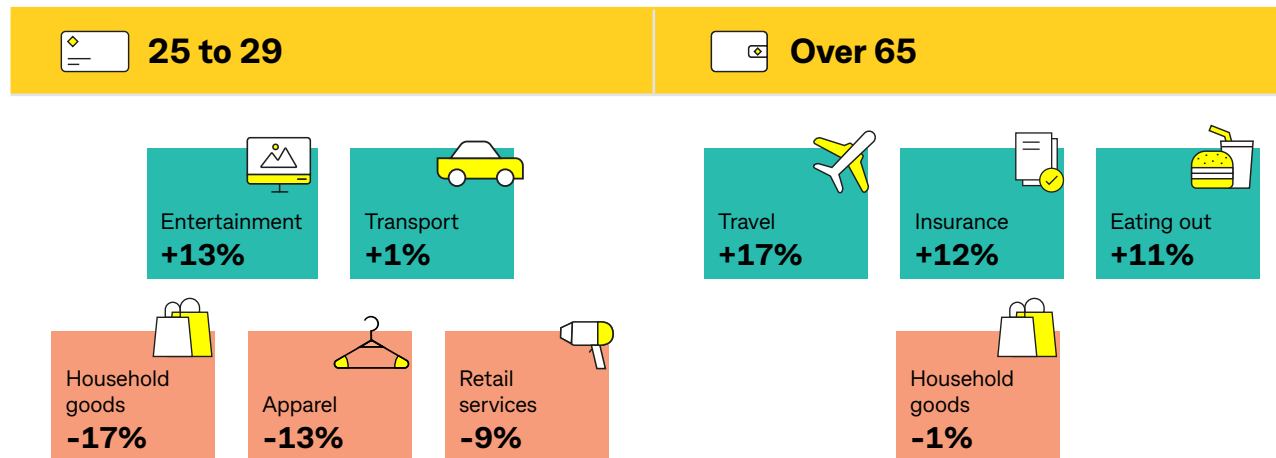 25 to 29
Over 65
Entertainment
+13%
Transport
+1%
Travel
+17%
Insurance
+12%
Eating out
+11%
Household
goods
-17%
Apparel
-13%
Retail
services
-9%
Household
goods
-1%